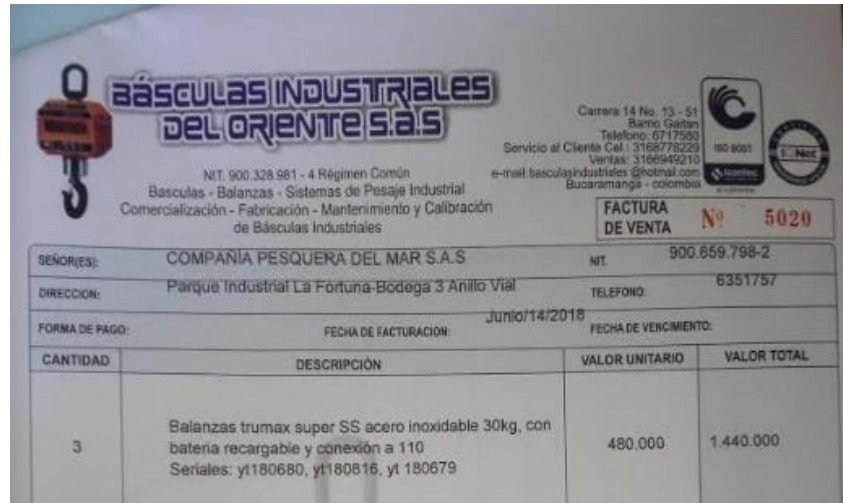 BÁSCULAS INDUSTRIALES
DEL ORIENTE S.A.S
NIT. 900.328.981 - 4 Régimen Común
Basculas - Balanzas - Sistemas de Pesaje Industrial
Comercialización - Fabricación - Mantenimiento y Calibración
de Básculas Industriales
Carrera 14 No. 13 - 51
Barrio Gaitan
Telefono: 6717580
Servicio al Cliente Cel.: 3168778229
Ventas: 3166949210
e-mail:basculasindustriales@hotmail.com
Bucaramanga - colombia
ISO 9001
icontec
FACTURA
DE VENTA
Nº 5020
SEÑOR(ES): COMPAÑÍA PESQUERA DEL MAR S.A.S NIT. 900.659.798-2
DIRECCION: Parque Industrial La Fortuna-Bodega 3 Anillo Vial TELEFONO: 6351757
FORMA DE PAGO: FECHA DE FACTURACION: Junio/14/2018 FECHA DE VENCIMIENTO:
CANTIDAD DESCRIPCIÓN VALOR UNITARIO VALOR TOTAL
3 Balanzas trumax super SS acero inoxidable 30kg, con
bateria recargable y conexión a 110 480.000 1.440.000
Seriales: yt180680, yt180816, yt 180679